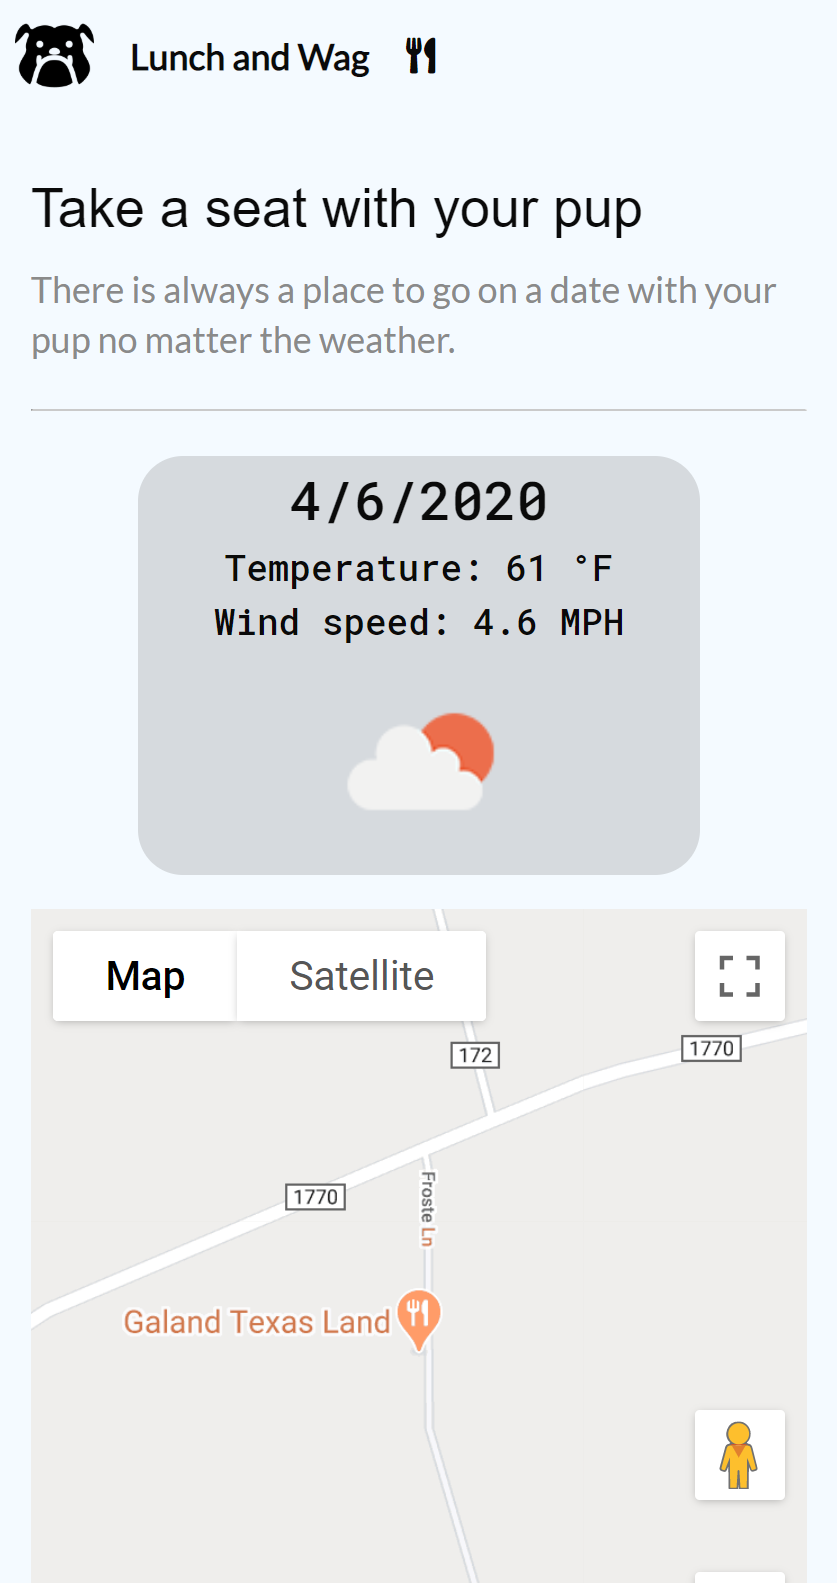 Lunch and Wag
Take a seat with your pup
There is always a place to go on a date with your
pup no matter the weather.
4/6/2020
Temperature: 61 °F
Wind speed: 4.6 MPH
Map
Satellite
172
1770
1770
Froste Ln
Galand Texas Land